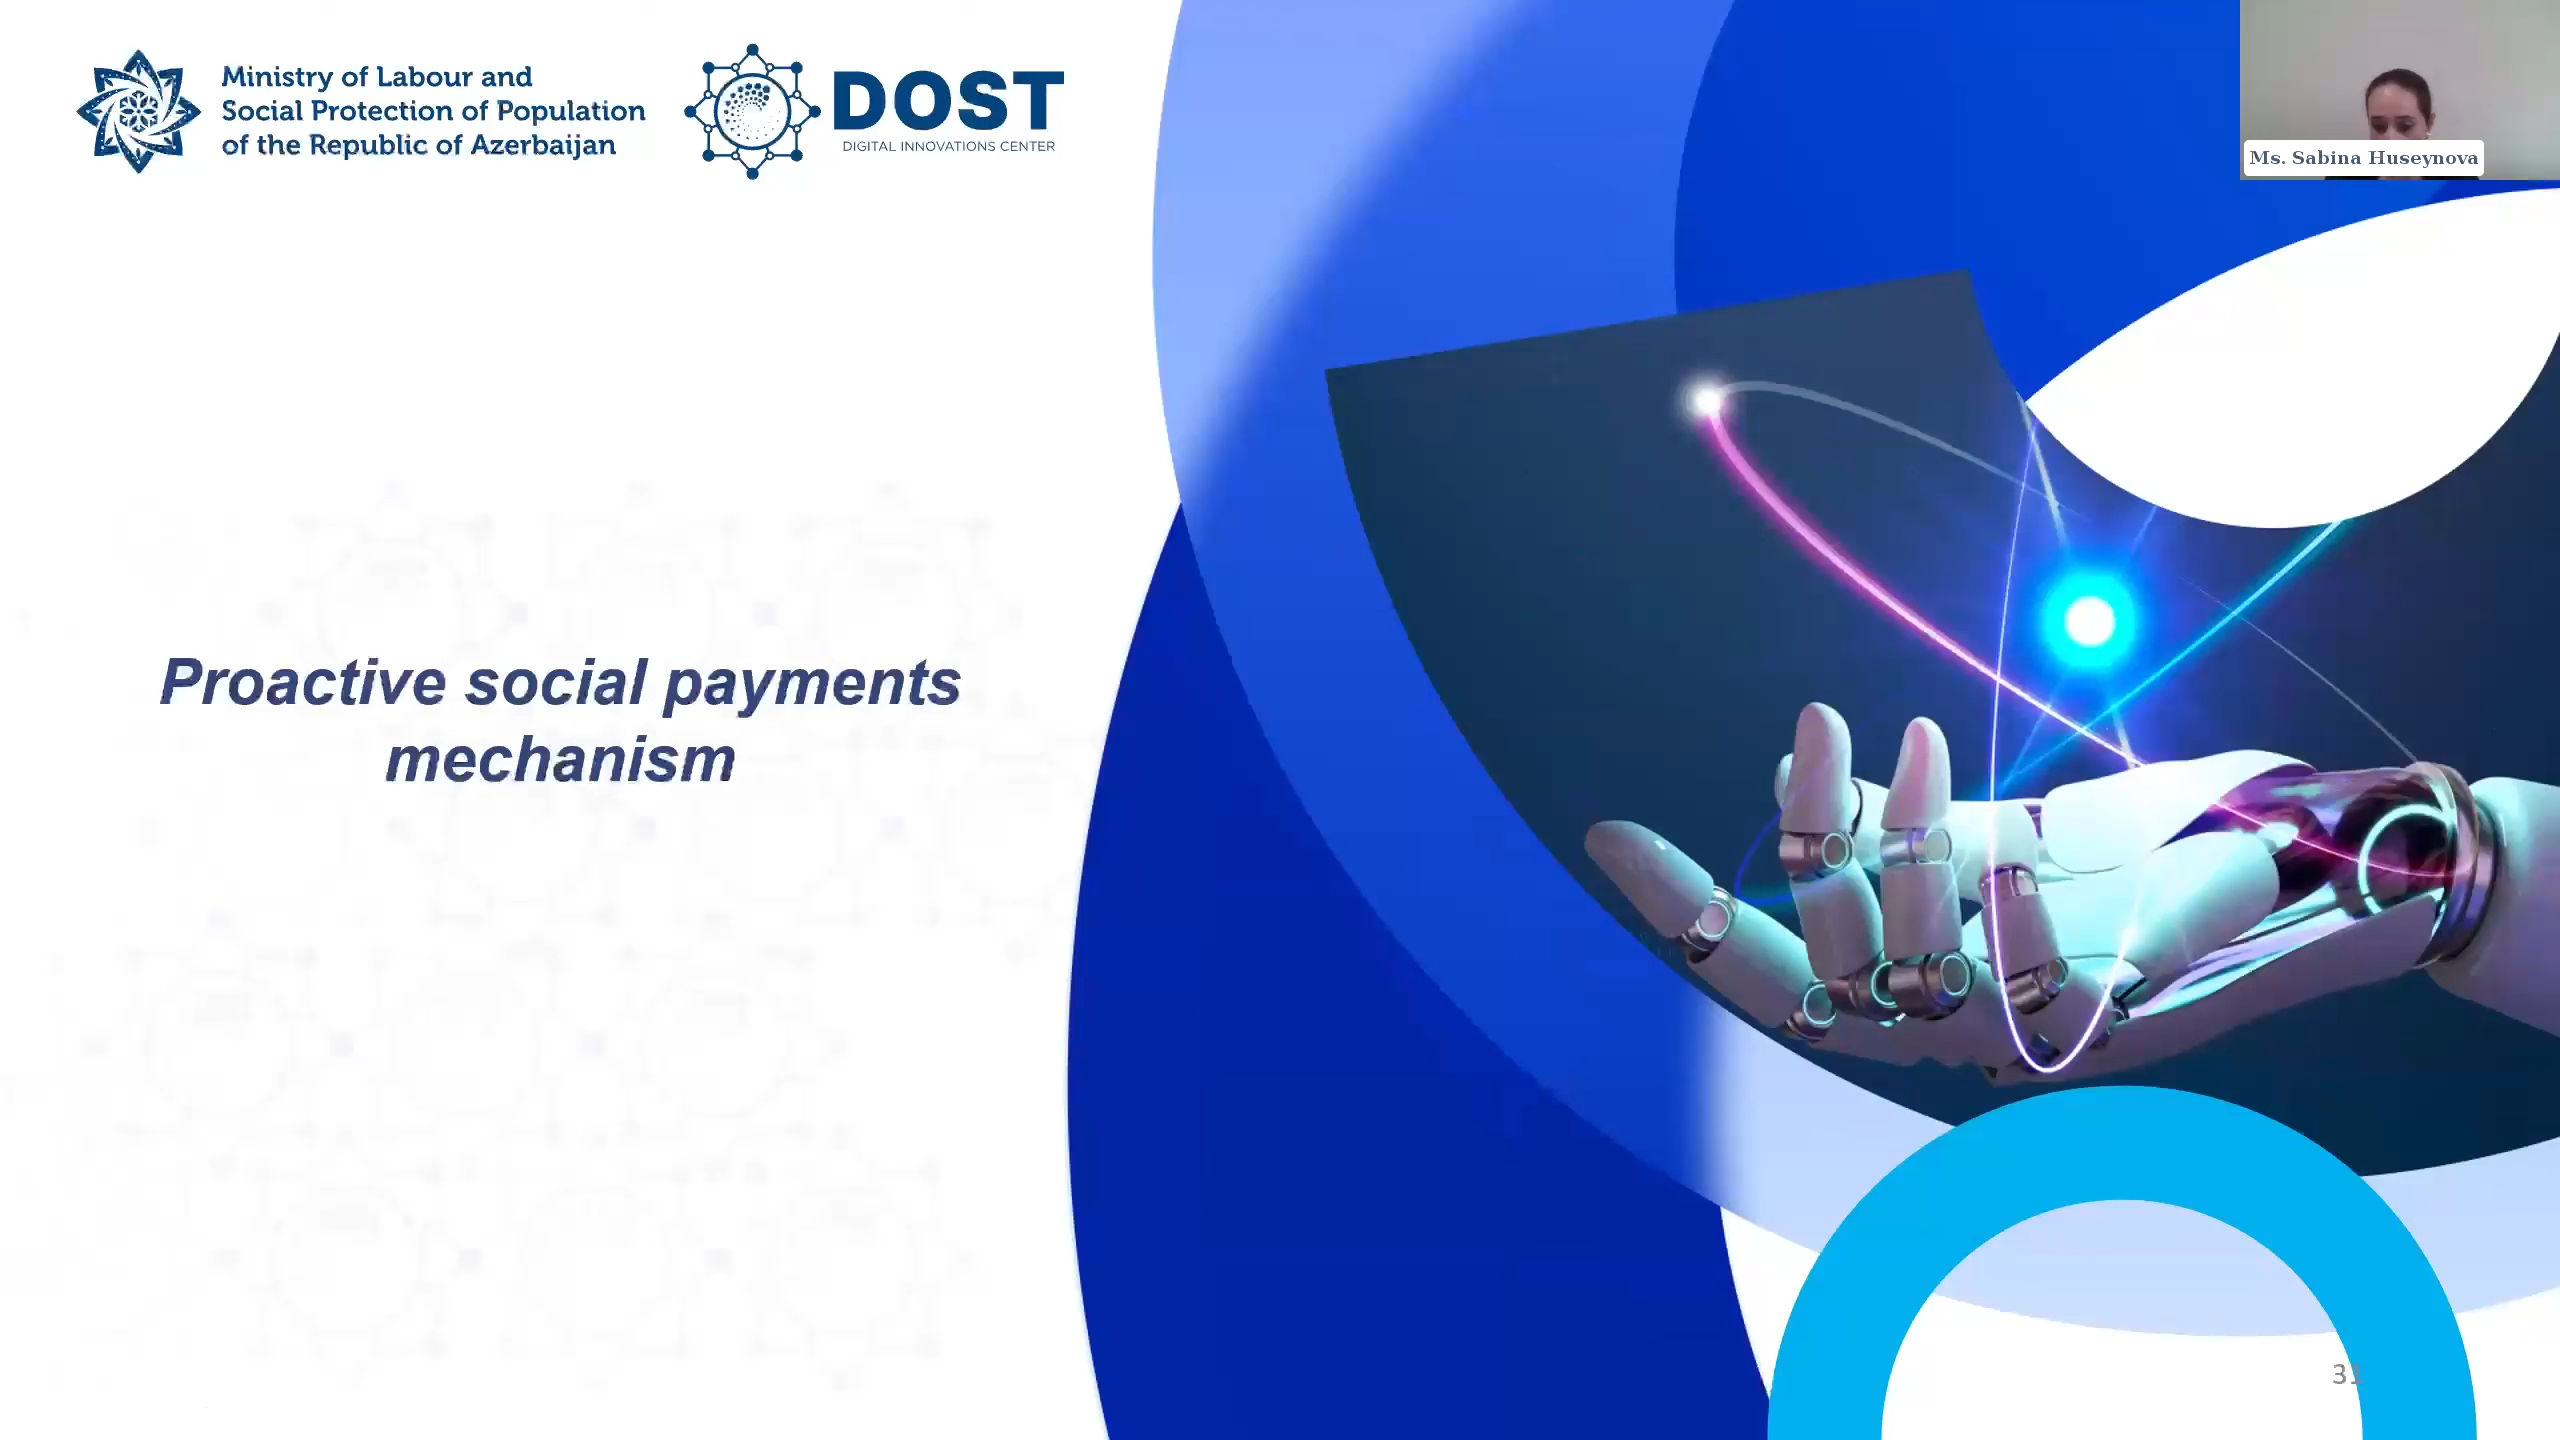 Ministry of Labour and
Social Protection of Population
of the Republic of Azerbaijan
DOST
DIGITAL INNOVATIONS CENTER
Ms. Sabina Huseynova
Proactive social payments
mechanism
31